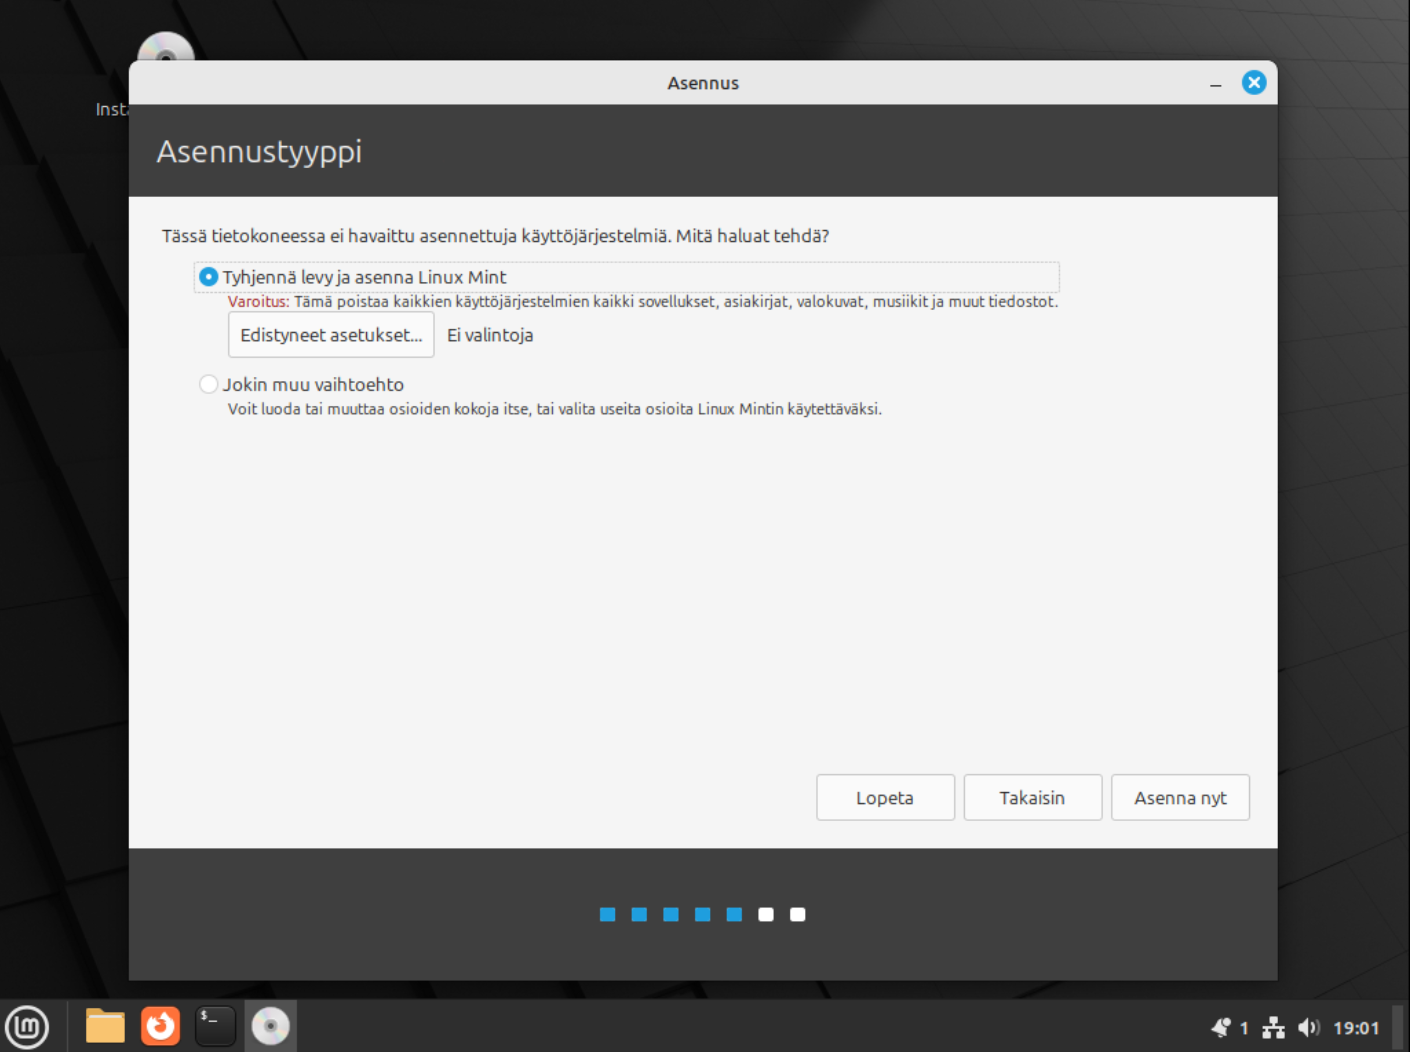 Asennus
Insta
Asennustyyppi
Tässä tietokoneessa ei havaittu asennettuja käyttöjärjestelmiä. Mitä haluat tehdä?
Tyhjennä levy ja asenna Linux Mint
Varoitus: Tämä poistaa kaikkien käyttöjärjestelmien kaikki sovellukset, asiakirjat, valokuvat, musiikit ja muut tiedostot.
Edistyneet asetukset... Ei valintoja
Jokin muu vaihtoehto
Voit luoda tai muuttaa osioiden kokoja itse, tai valita useita osioita Linux Mintin käytettäväksi.
Lopeta Takaisin Asenna nyt
$_
1 19:01